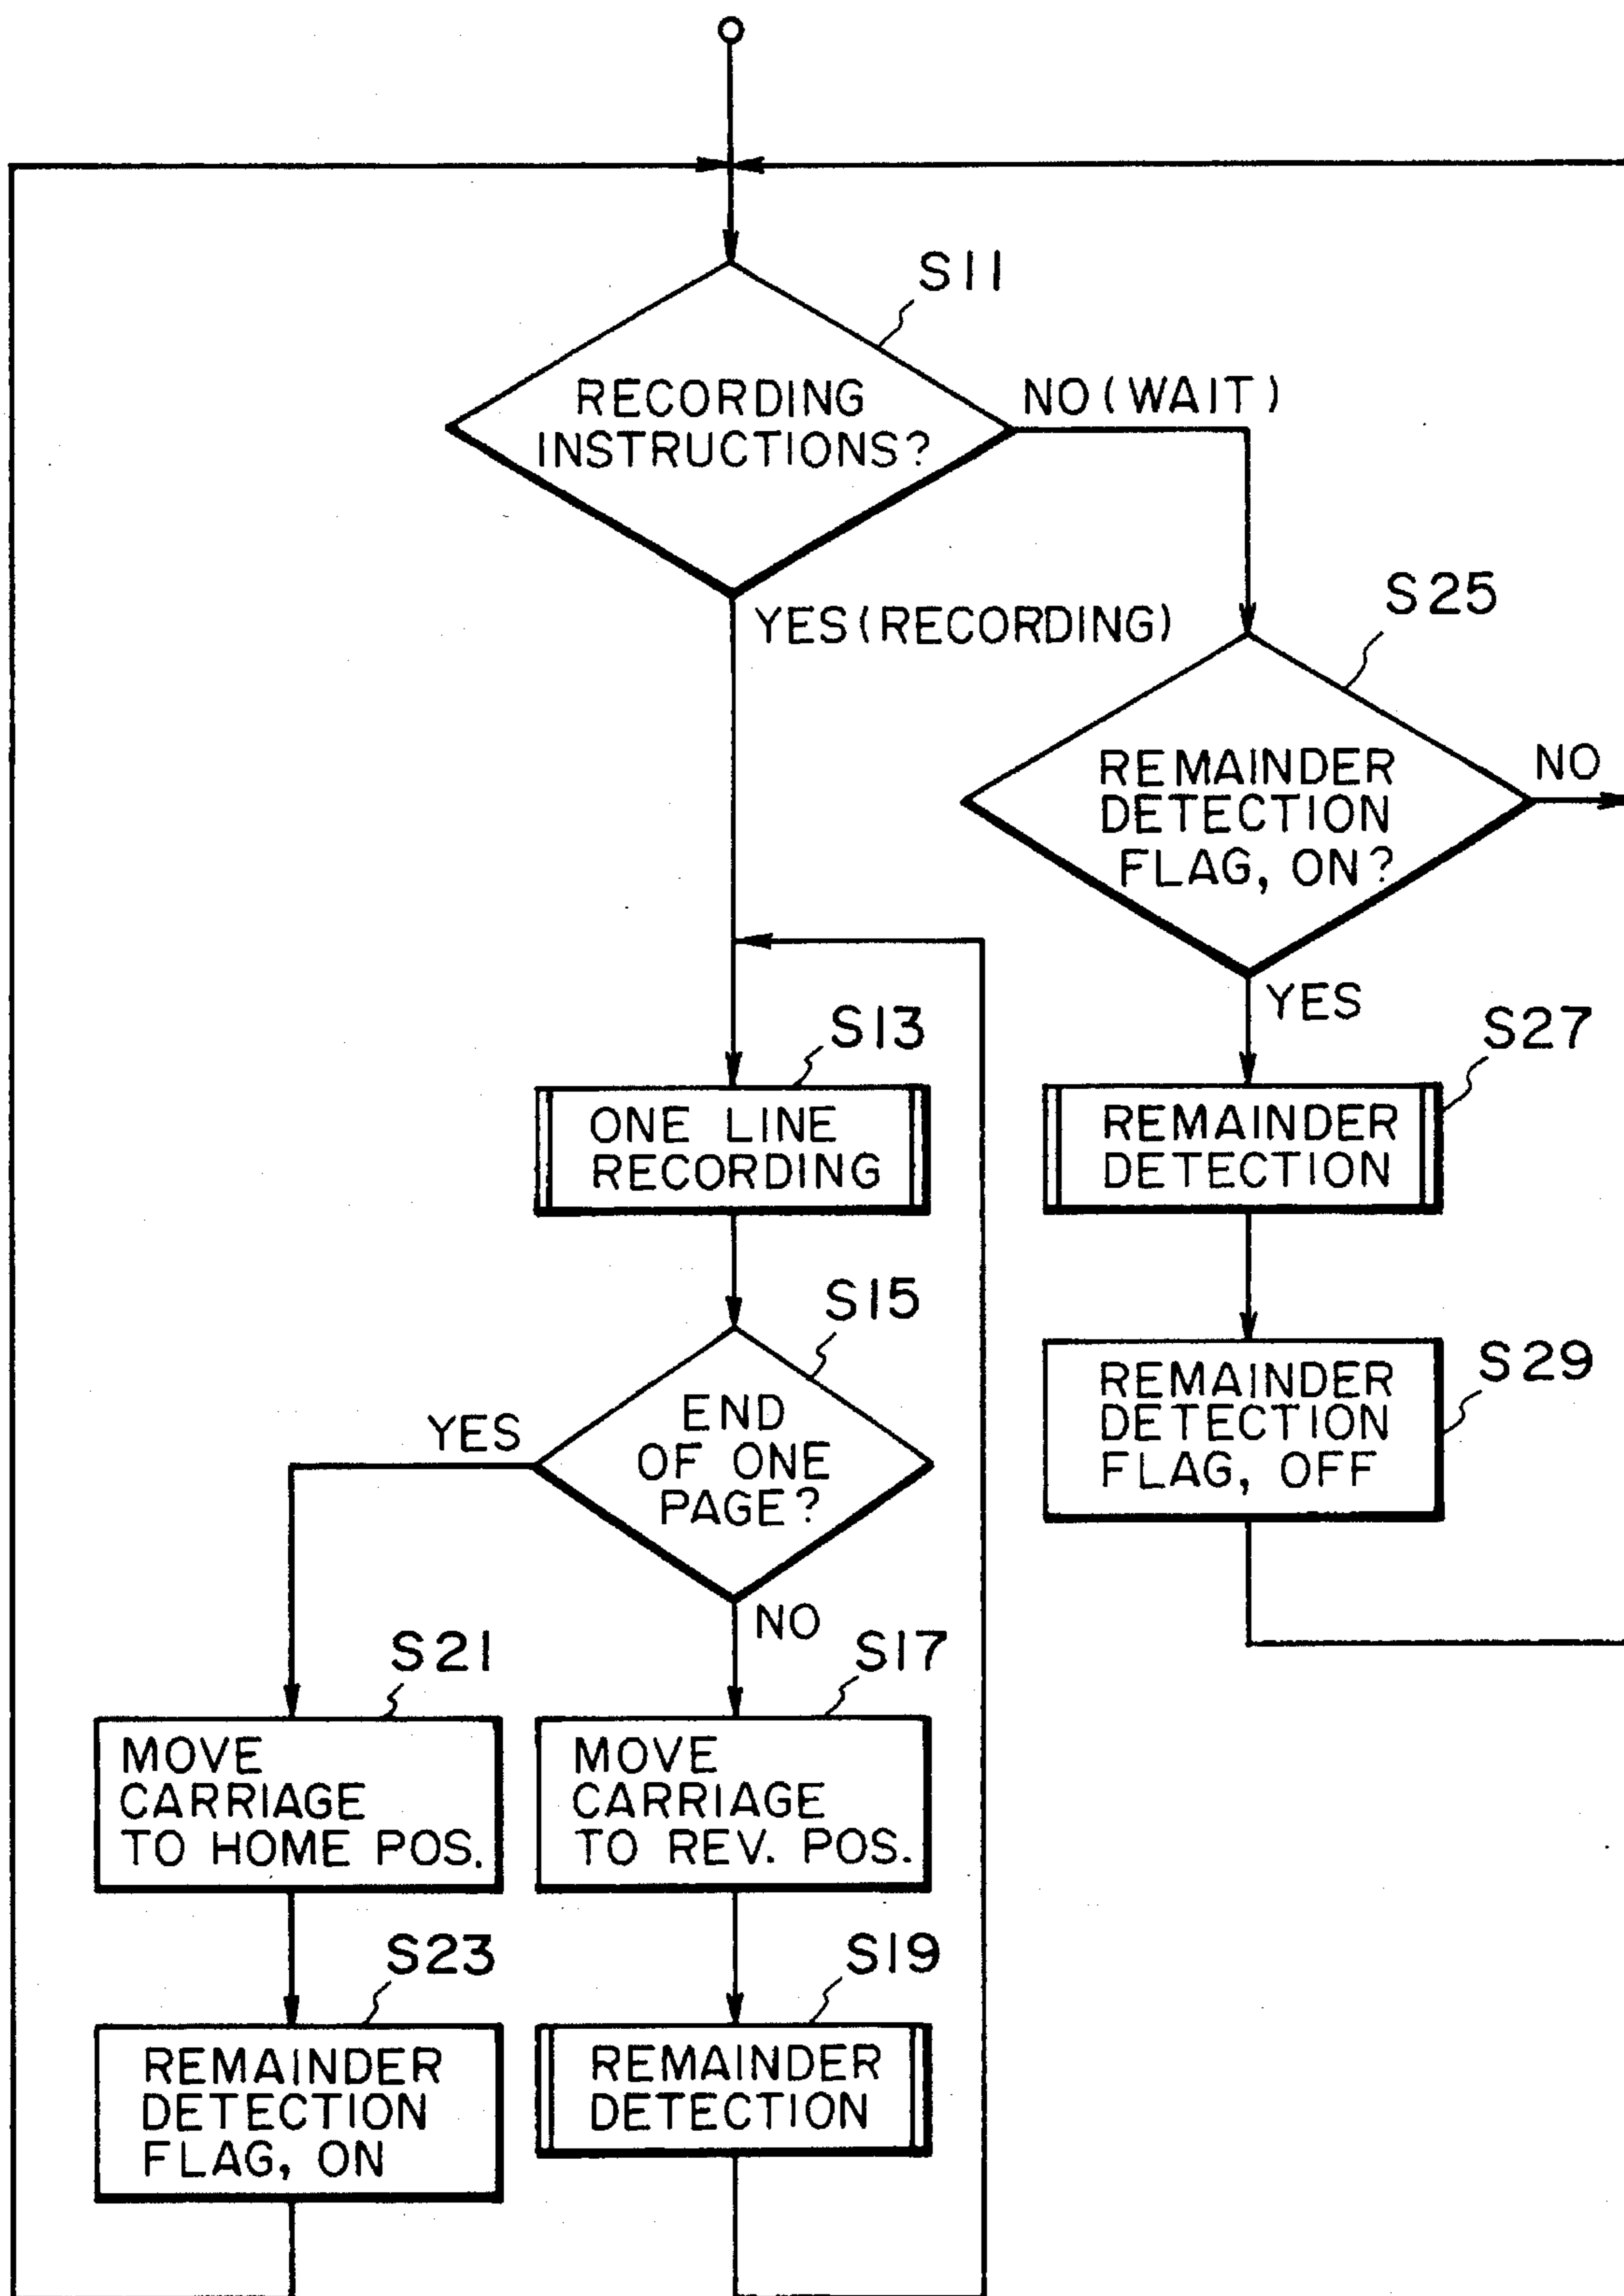 S11
RECORDING
INSTRUCTIONS?
NO (WAIT)
YES (RECORDING)
S25
REMAINDER
DETECTION
FLAG, ON?
NO
YES
S13
ONE LINE
RECORDING
S27
REMAINDER
DETECTION
S15
END
OF ONE
PAGE?
YES
NO
S29
REMAINDER
DETECTION
FLAG, OFF
S21
MOVE
CARRIAGE
TO HOME POS.
S17
MOVE
CARRIAGE
TO REV. POS.
S23
REMAINDER
DETECTION
FLAG, ON
S19
REMAINDER
DETECTION